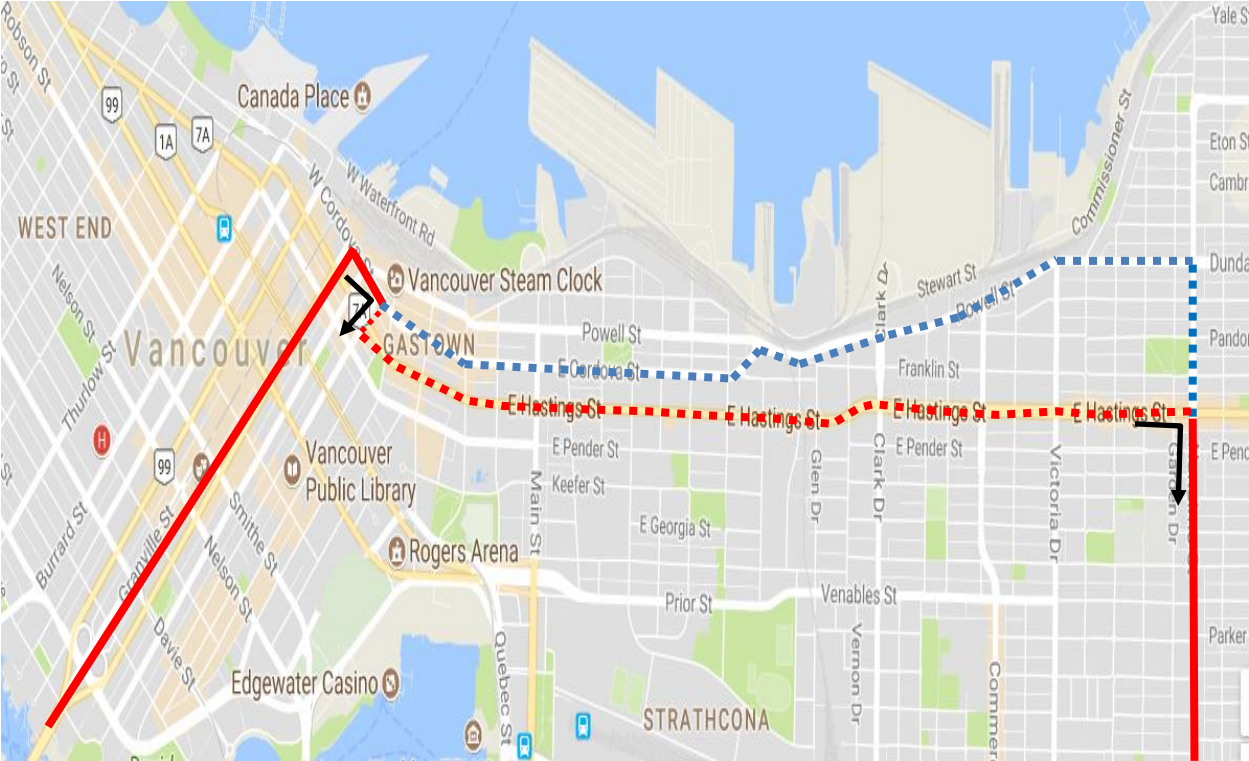 Robson St
Yale S
Canada Place
99
1A
7A
Commissioner St
Eton St
Cambr
W Cordova St
W Waterfront Rd
WEST END
Dunda
Vancouver Steam Clock
Clark Dr
Stewart St
Powell St
Nelson St
7A
Powell St
Pandor
Vancouver
GASTOWN
E Cordova St
Franklin St
Thurlow St
E Hastings St
E Hastings St
E Hastings St
E Hastings St
H
99
Vancouver
Public Library
E Pender St
E Pender St
E Pend
Main St
Keefer St
Glen Dr
Clark Dr
Victoria Dr
Garden Dr
Burrard St
Granville St
Smithe St
E Georgia St
Nelson St
Rogers Arena
Prior St
Venables St
Davie St
Quebec St
Vernon Dr
Parker
Edgewater Casino
STRATHCONA
Commer